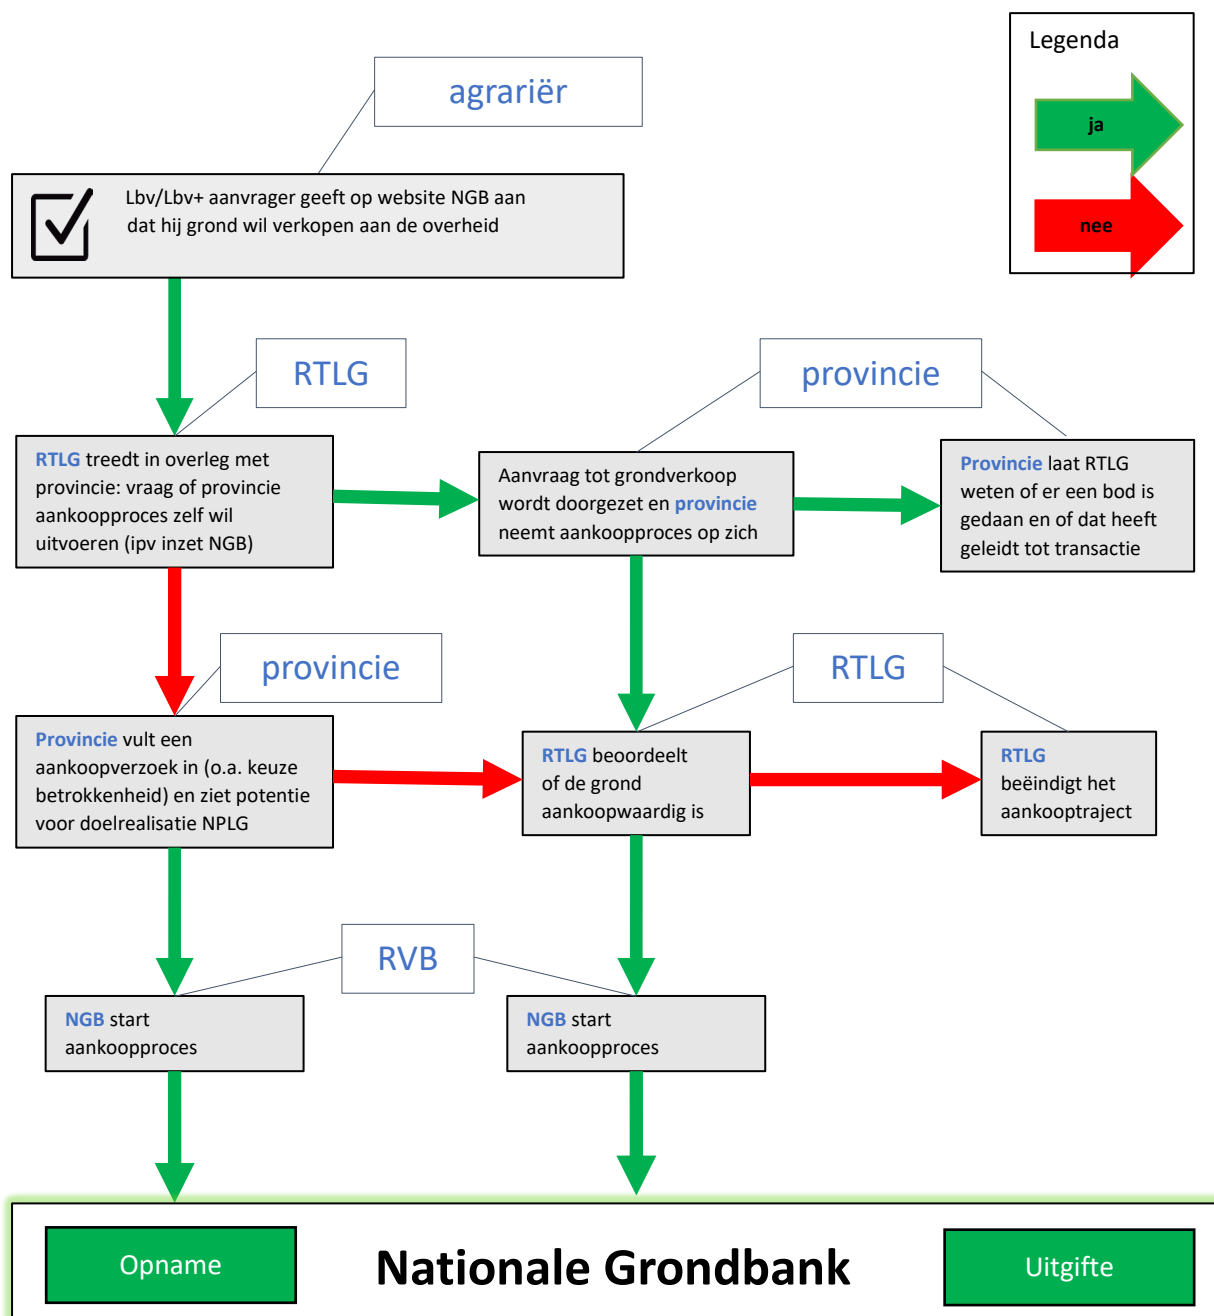 Legenda
ja
nee
agrariër
Lbv/Lbv+ aanvrager geeft op website NGB aan
dat hij grond wil verkopen aan de overheid
RTLG
provincie
RTLG treedt in overleg met
provincie: vraag of provincie
aankoopproces zelf wil
uitvoeren (ipv inzet NGB)
Aanvraag tot grondverkoop
wordt doorgezet en provincie
neemt aankoopproces op zich
Provincie laat RTLG
weten of er een bod is
gedaan en of dat heeft
geleidt tot transactie
provincie
RTLG
Provincie vult een
aankoopverzoek in (o.a. keuze
betrokkenheid) en ziet potentie
voor doelrealisatie NPLG
RTLG beoordeelt
of de grond
aankoopwaardig is
RTLG
beëindigt het
aankooptraject
RVB
NGB start
aankoopproces
NGB start
aankoopproces
Opname
Nationale Grondbank
Uitgifte